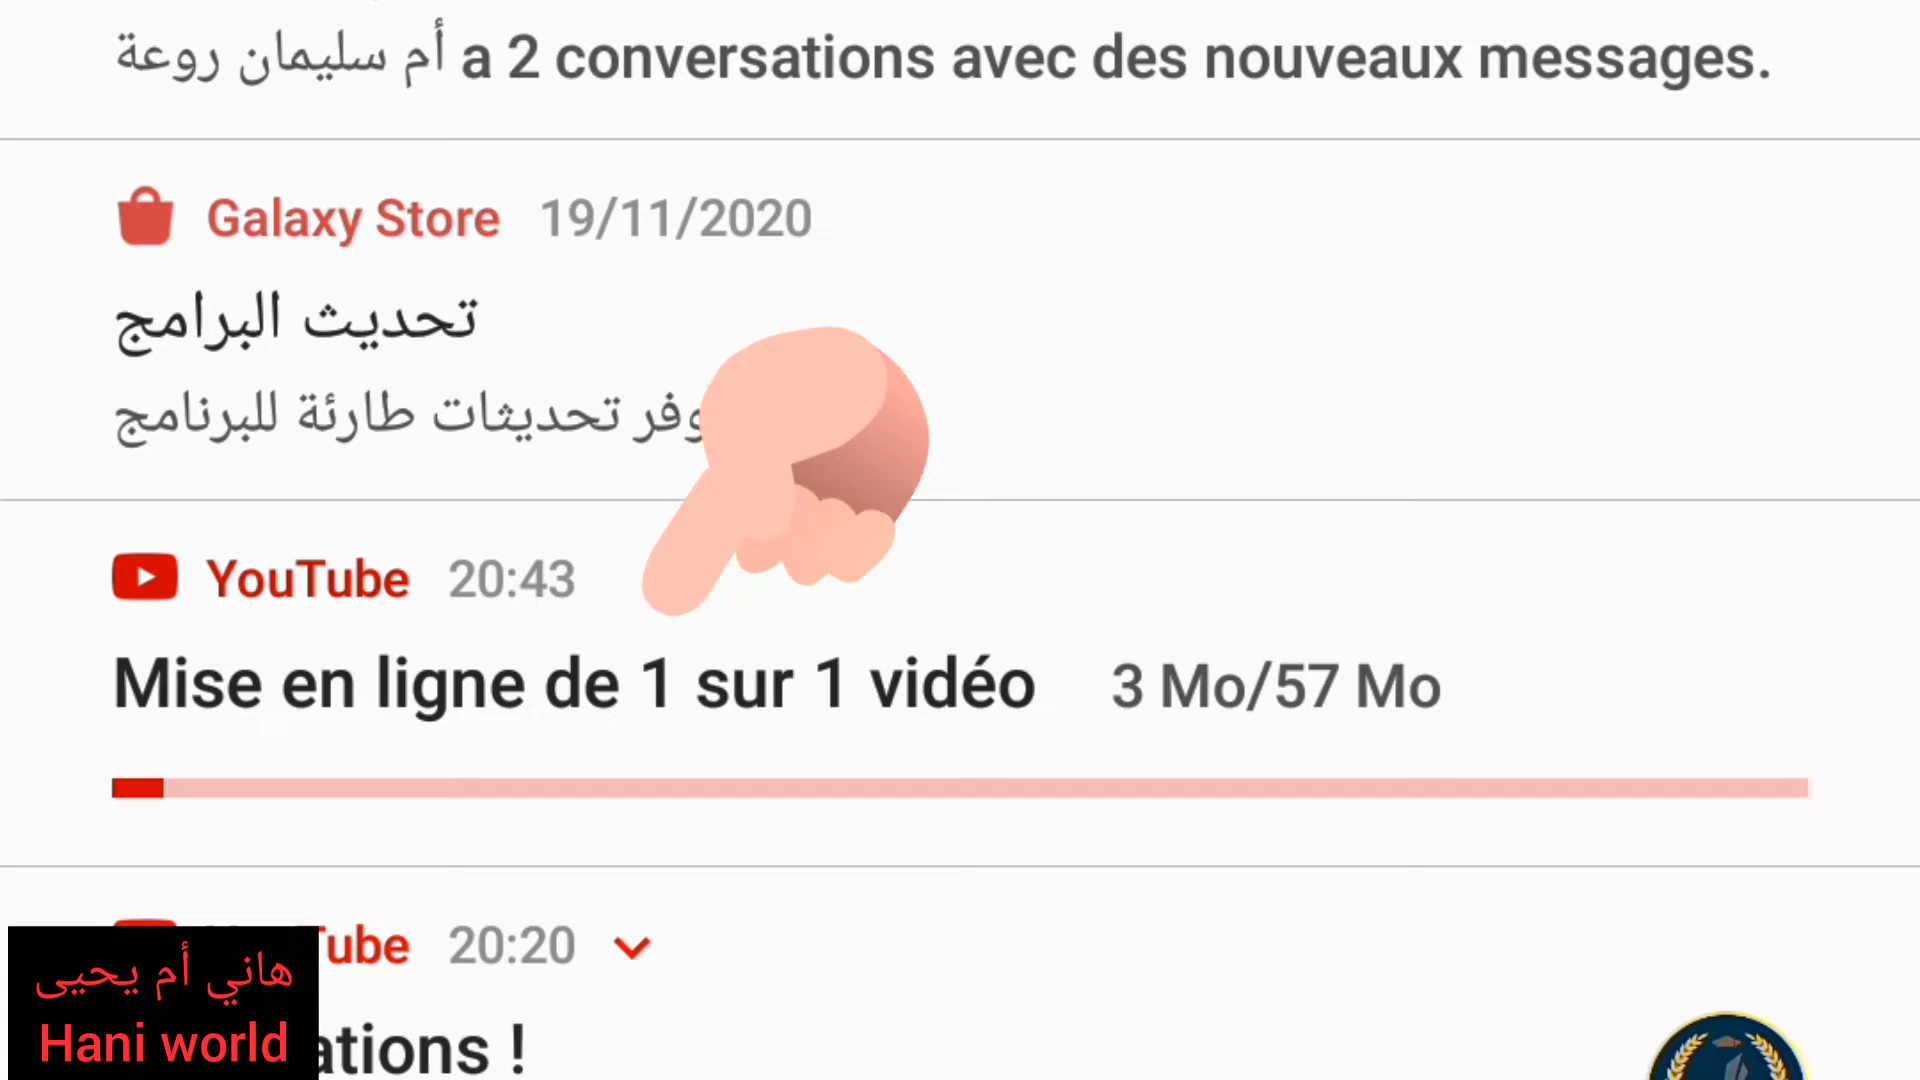 أم سليمان روعة a 2 conversations avec des nouveaux messages.
Galaxy Store 19/11/2020
تحديث البرامج
تحديثات طارئة للبرنامج
YouTube 20:43
Mise en ligne de 1 sur 1 vidéo 3 Mo/57 Mo
20:20
هاني أم يحيى
Hani world